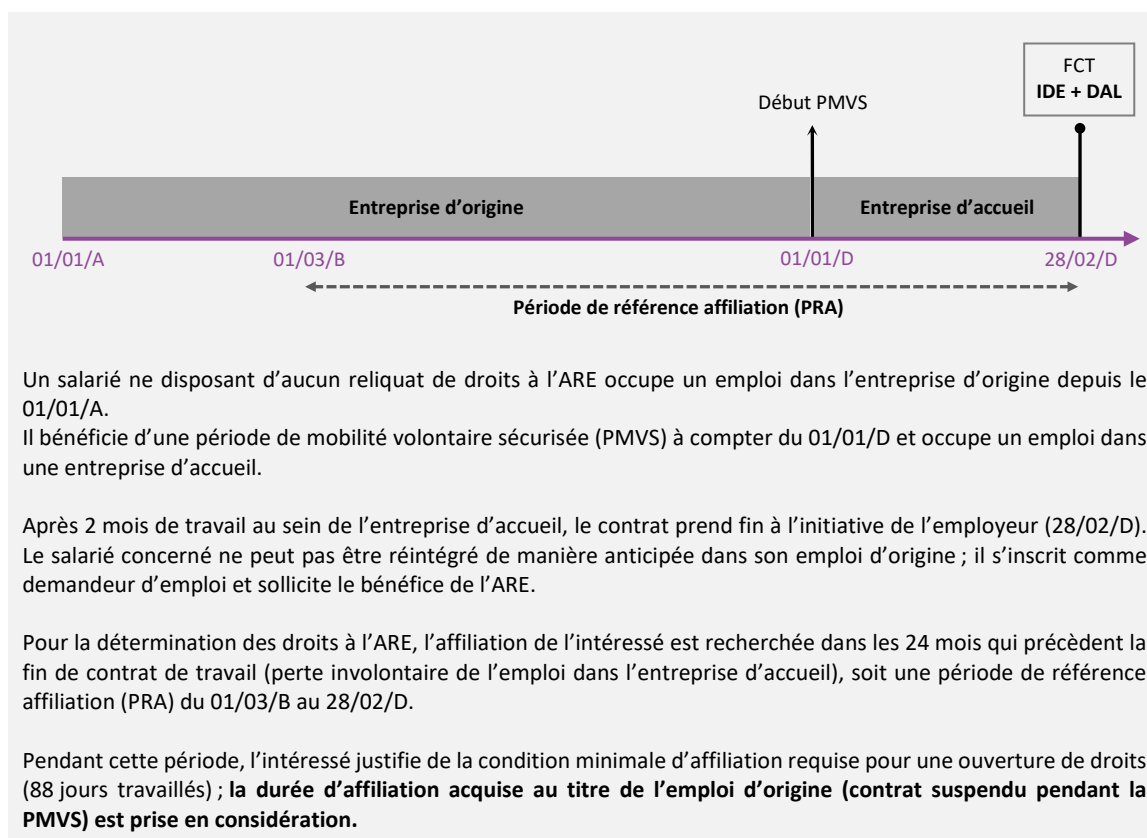 FCT
IDE + DAL
Début PMVS
Entreprise d’origine
Entreprise d’accueil
01/01/A
01/03/B
01/01/D
28/02/D
Période de référence affiliation (PRA)
Un salarié ne disposant d’aucun reliquat de droits à l’ARE occupe un emploi dans l’entreprise d’origine depuis le
01/01/A.
Il bénéficie d’une période de mobilité volontaire sécurisée (PMVS) à compter du 01/01/D et occupe un emploi dans
une entreprise d’accueil.
Après 2 mois de travail au sein de l’entreprise d’accueil, le contrat prend fin à l’initiative de l’employeur (28/02/D).
Le salarié concerné ne peut pas être réintégré de manière anticipée dans son emploi d’origine ; il s’inscrit comme
demandeur d’emploi et sollicite le bénéfice de l’ARE.
Pour la détermination des droits à l’ARE, l’affiliation de l’intéressé est recherchée dans les 24 mois qui précèdent la
fin de contrat de travail (perte involontaire de l’emploi dans l’entreprise d’accueil), soit une période de référence
affiliation (PRA) du 01/03/B au 28/02/D.
Pendant cette période, l’intéressé justifie de la condition minimale d’affiliation requise pour une ouverture de droits
(88 jours travaillés) ; la durée d’affiliation acquise au titre de l’emploi d’origine (contrat suspendu pendant la
PMVS) est prise en considération.